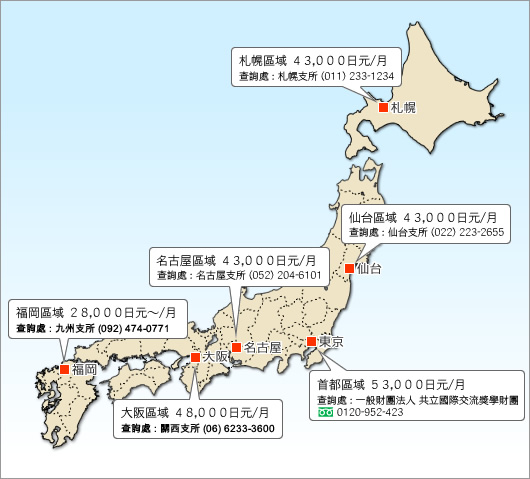 札幌區域 ４３,０００日元/月
查詢處：札幌支所 (011) 233-1234
札幌
仙台區域 ４３,０００日元/月
查詢處：仙台支所 (022) 223-2655
仙台
名古屋區域 ４３,０００日元/月
查詢處：名古屋支所 (052) 204-6101
名古屋
福岡區域 ２８,０００日元～/月
查詢處：九州支所 (092) 474-0771
福岡
大阪
大阪區域 ４８,０００日元/月
查詢處：關西支所 (06) 6233-3600
東京
首都區域 ５３,０００日元/月
查詢處：一般財團法人 共立國際交流獎學財團
0120-952-423